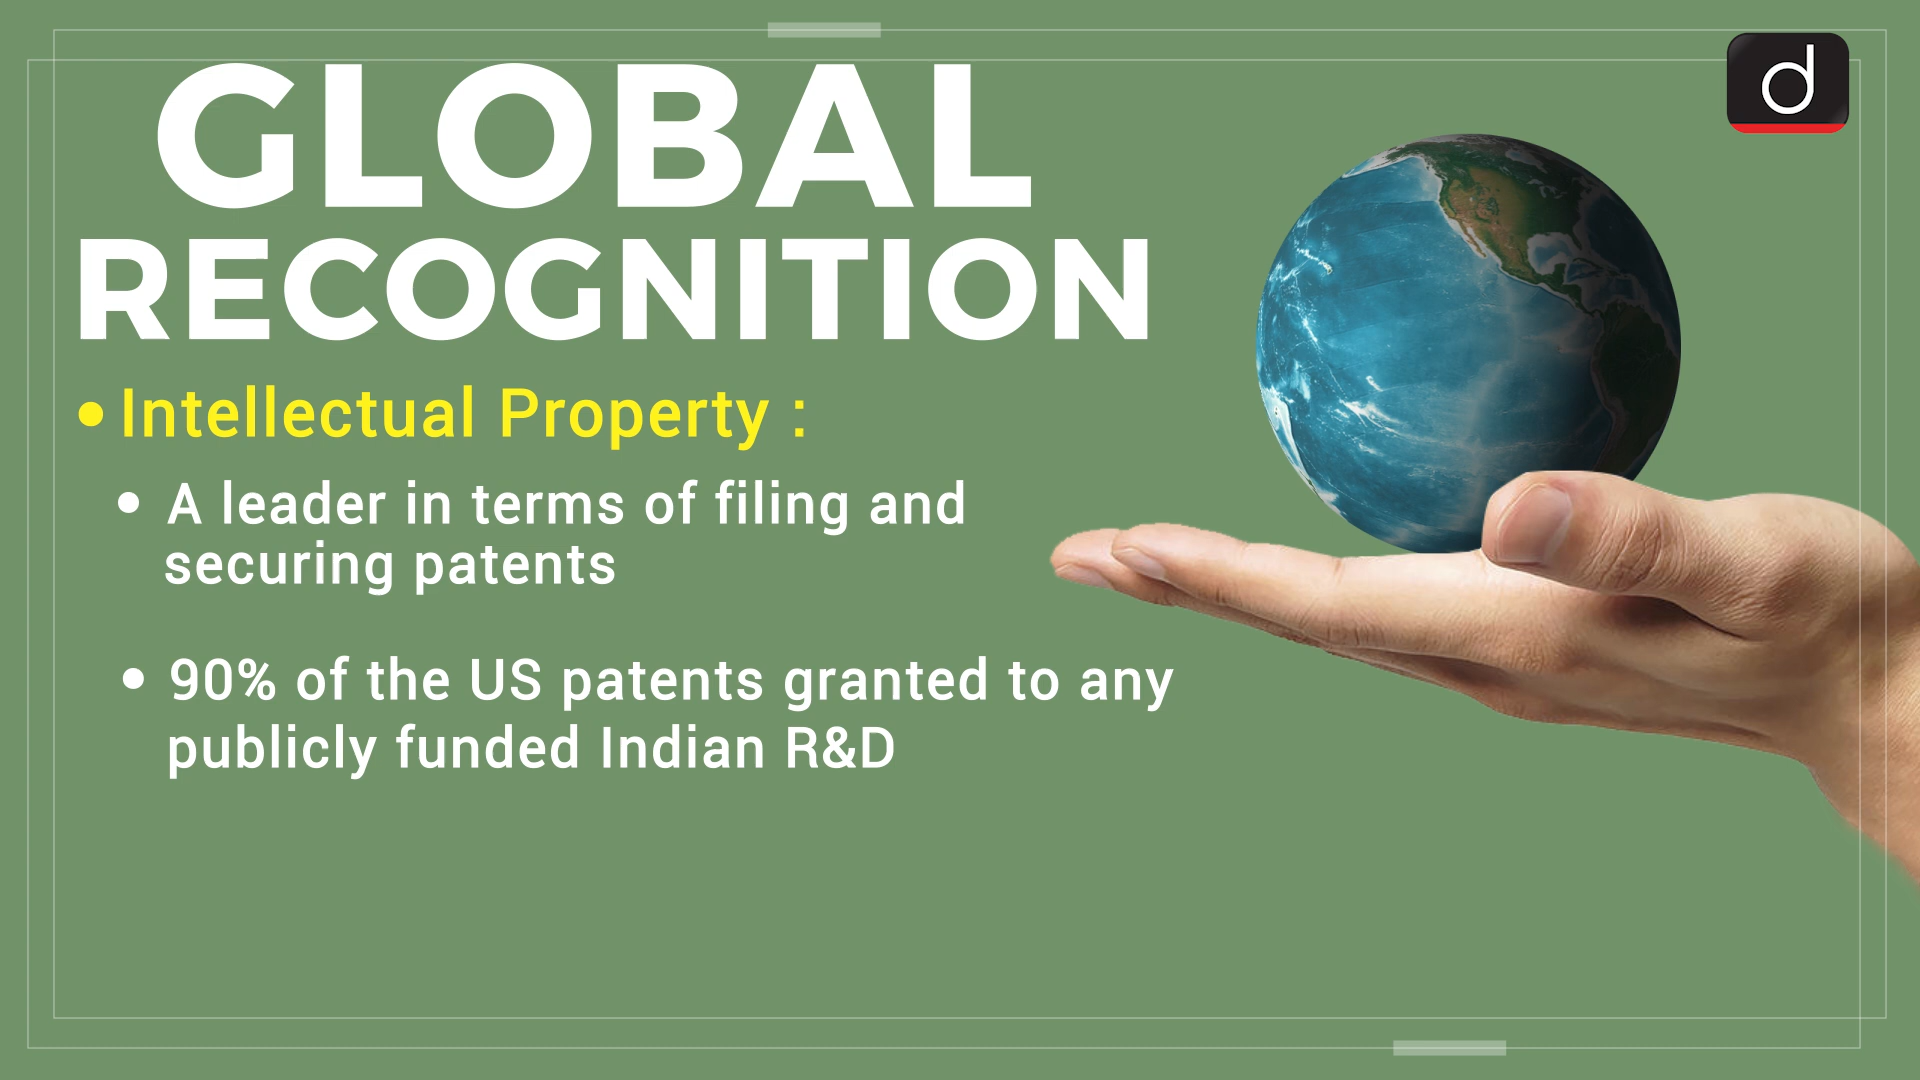 GLOBAL
RECOGNITION
• Intellectual Property :
• A leader in terms of filing and
securing patents
• 90% of the US patents granted to any
publicly funded Indian R&D
d